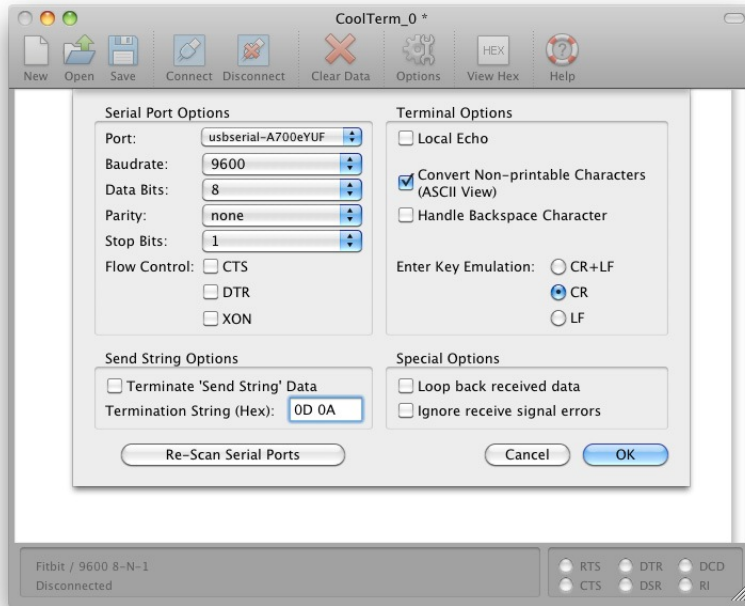 CoolTerm_0 *
New Open Save Connect Disconnect Clear Data Options HEX View Hex Help
Serial Port Options
Port: usbserial-A700eYUF
Baudrate: 9600
Data Bits: 8
Parity: none
Stop Bits: 1
Flow Control: CTS
DTR
XON
Terminal Options
Local Echo
Convert Non-printable Characters
(ASCII View)
Handle Backspace Character
Enter Key Emulation: CR+LF
CR
LF
Send String Options
Terminate 'Send String' Data
Termination String (Hex): 0D 0A
Special Options
Loop back received data
Ignore receive signal errors
Re-Scan Serial Ports Cancel OK
Fitbit / 9600 8-N-1
Disconnected
RTS DTR DCD
CTS DSR RI